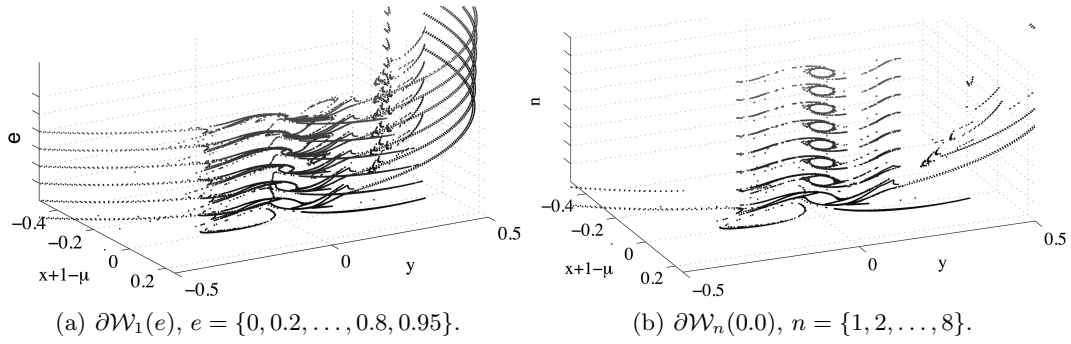 e
−0.4
−0.2
0
0.2
x+1−μ
−0.5
0
0.5
y
n
−0.4
−0.2
0
0.2
x+1−μ
−0.5
0
0.5
y
(a) ∂𝒲₁(e), e = {0, 0.2, . . . , 0.8, 0.95}.
(b) ∂𝒲ₙ(0.0), n = {1, 2, . . . , 8}.